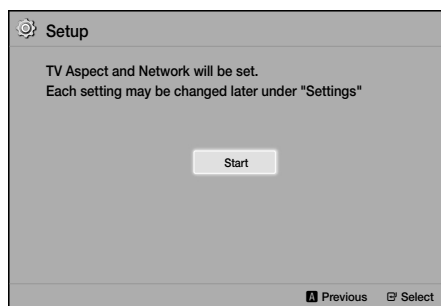 Setup
TV Aspect and Network will be set.
Each setting may be changed later under "Settings"
Start
A Previous Select